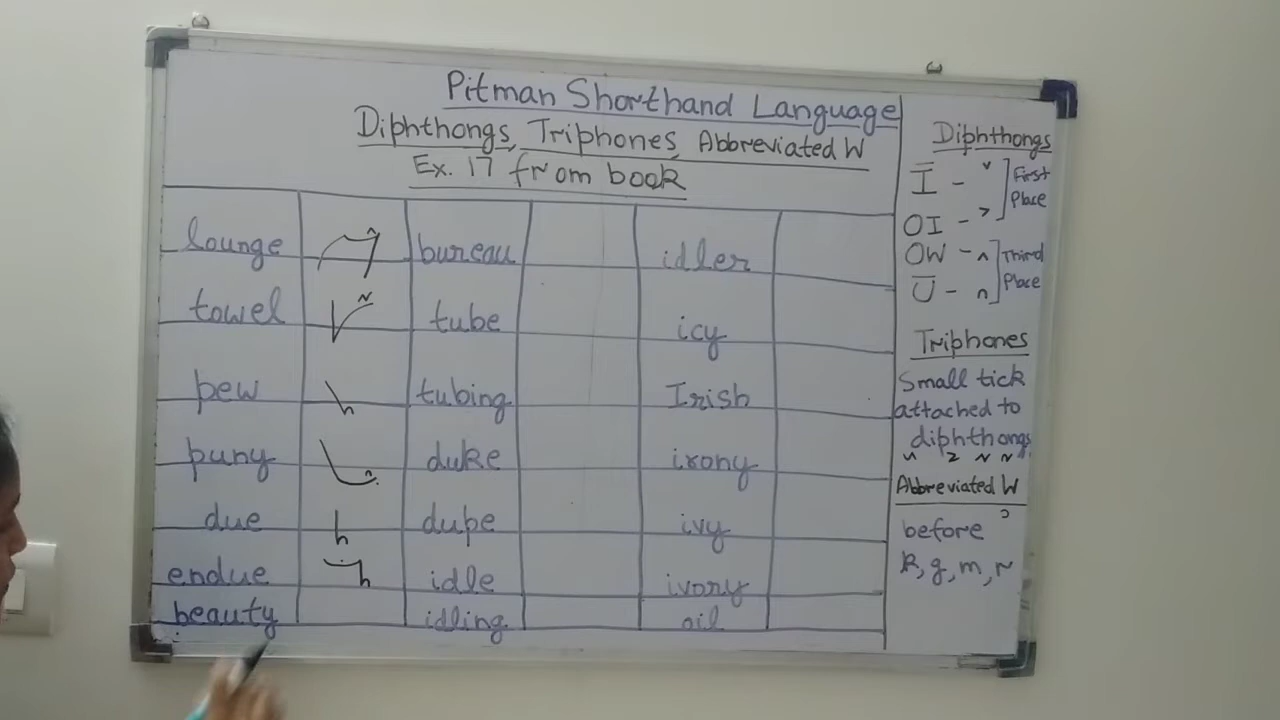 Pitman Shorthand Language
Diphthongs, Triphones, Abbreviated W
Ex. 17 from book
lounge bureau idler
towel tube icy
pew tubing Irish
puny duke irony
due dupe ivy
endue idle ivory
beauty idling oil
Diphthongs
Ī - First
OI - Place
OW - Third
Ū - Place
Triphones
Small tick
attached to
diphthongs
Abbreviated W
before
k, g, m, r